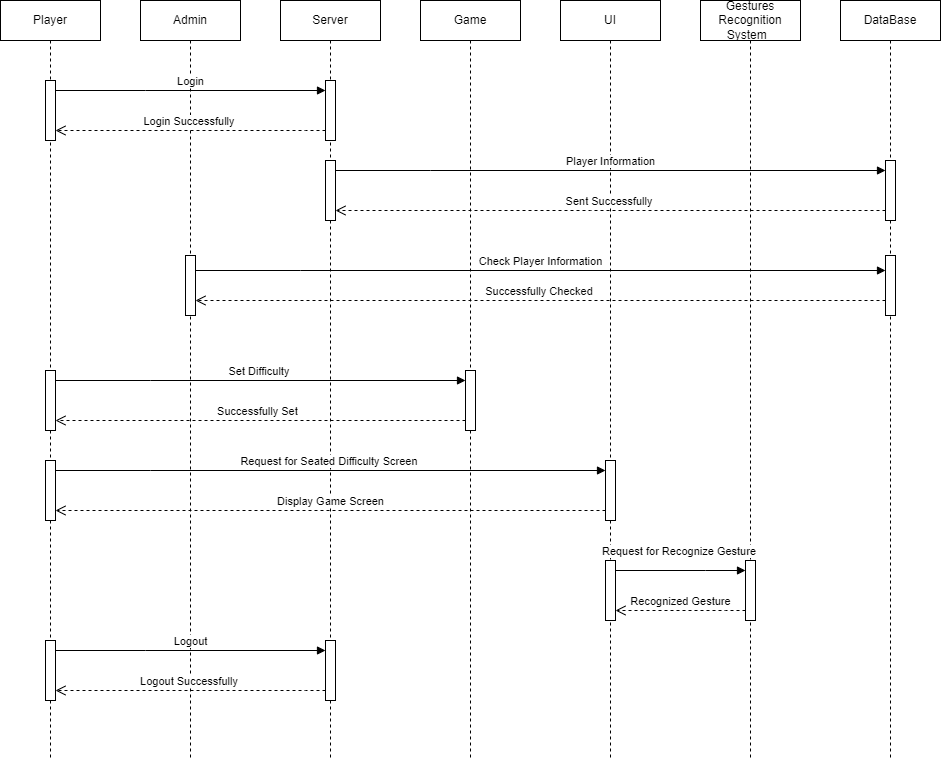 Player
Admin
Server
Game
UI
Gestures
Recognition
System
DataBase
Login
Login Successfully
Player Information
Sent Successfully
Check Player Information
Successfully Checked
Set Difficulty
Successfully Set
Request for Seated Difficulty Screen
Display Game Screen
Request for Recognize Gesture
Recognized Gesture
Logout
Logout Successfully